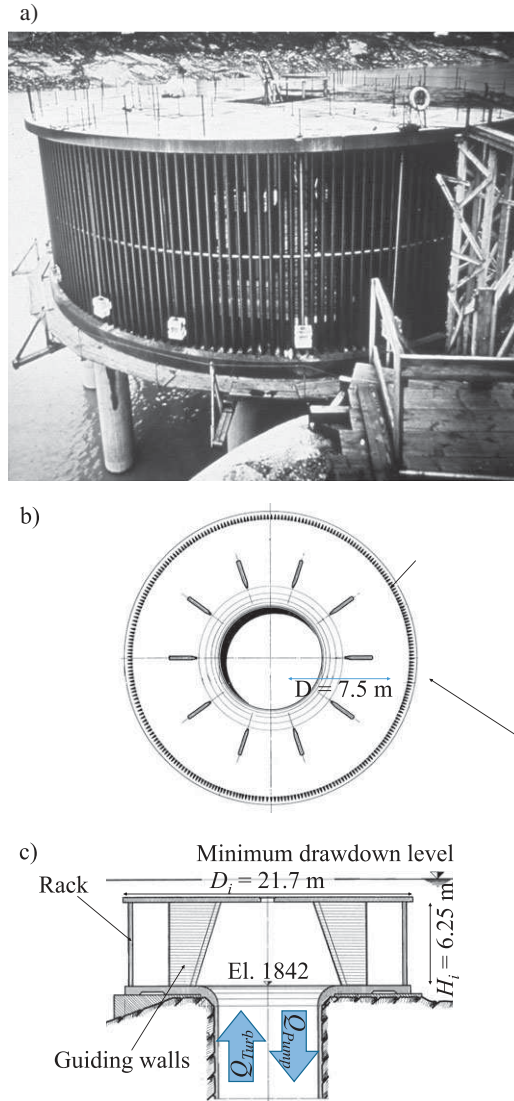 a)
b)
D = 7.5 m
c)
Minimum drawdown level
D_i = 21.7 m
Rack
H_i = 6.25 m
El. 1842
Q_Turb
Q_Pump
Guiding walls